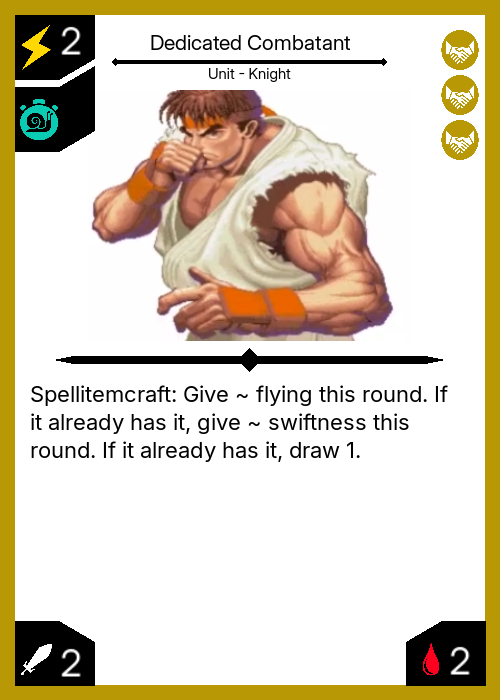 2
Dedicated Combatant
Unit - Knight
Spellitemcraft: Give ~ flying this round. If
it already has it, give ~ swiftness this
round. If it already has it, draw 1.
2
2